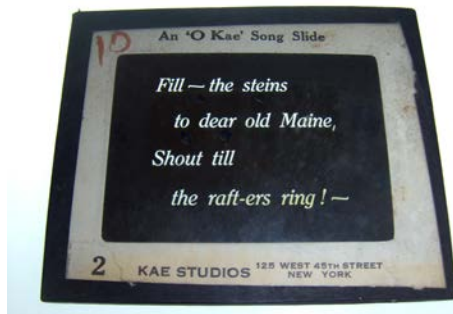 10
An 'O Kae' Song Slide
Fill — the steins
to dear old Maine,
Shout till
the raft-ers ring! —
2 KAE STUDIOS 125 WEST 45TH STREET
NEW YORK